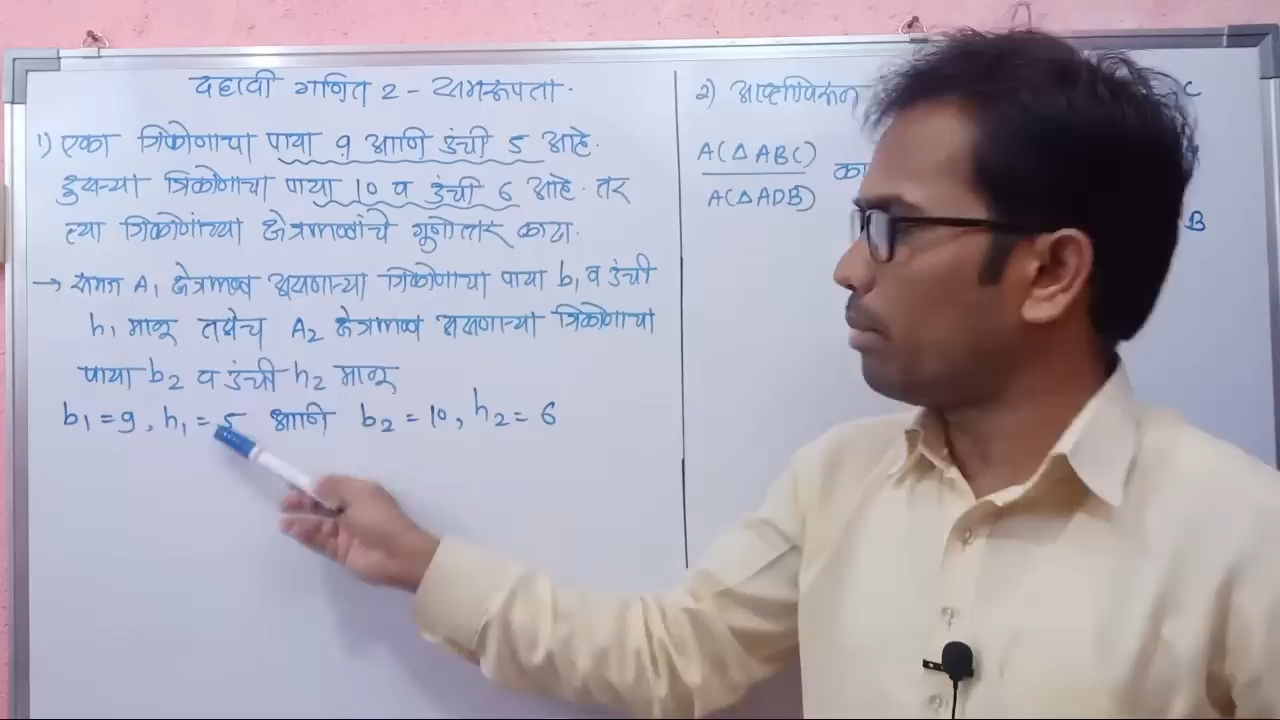 दहावी गणित 2 - समरूपता.
1) एका त्रिकोणाचा पाया 9 आणि उंची 5 आहे.
दुसऱ्या त्रिकोणाचा पाया 10 व उंची 6 आहे. तर
त्या त्रिकोणांच्या क्षेत्रफळांचे गुणोत्तर काढा.
→ समजा A₁ क्षेत्रफळ असणाऱ्या त्रिकोणाचा पाया b₁ व उंची
h₁ मानू तसेच A₂ क्षेत्रफळ असणाऱ्या त्रिकोणाचा
पाया b₂ व उंची h₂ मानू
b₁ = 9, h₁ = 5 आणि b₂ = 10, h₂ = 6
2) C
A(△ABC)
A(△ADB) का
B